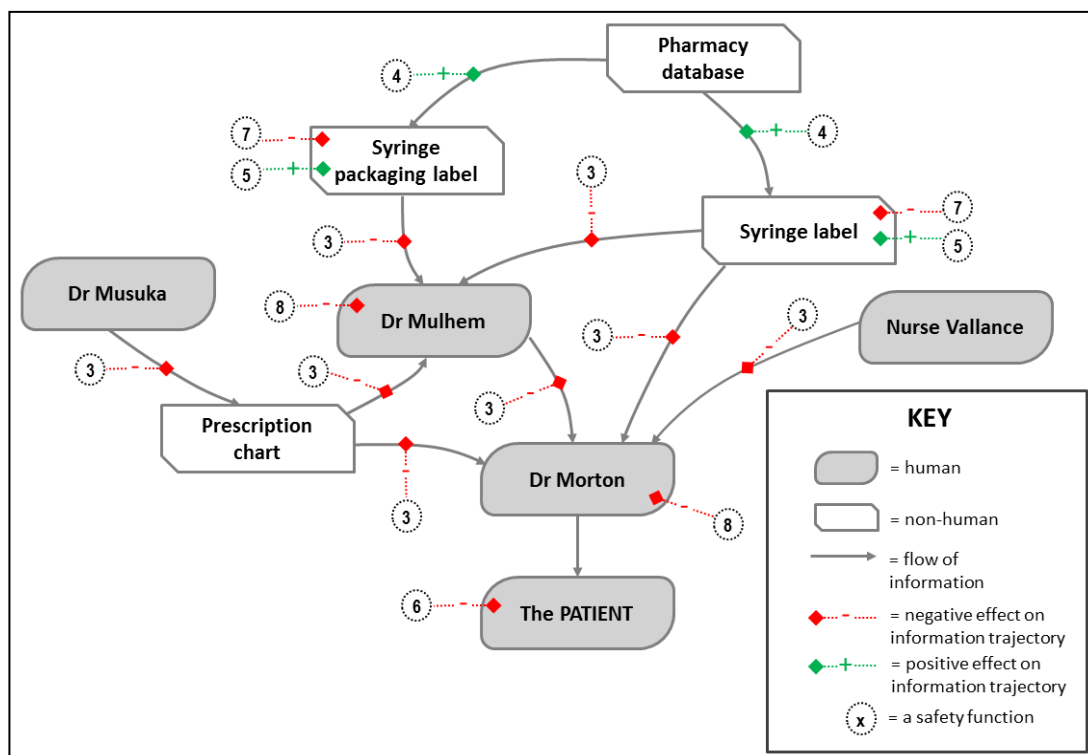 Pharmacy
database
4
+
+
4
7
-
Syringe
packaging label
5
+
3
-
-
7
Syringe label
+
5
3
-
Dr Musuka
8
-
Dr Mulhem
3
-
3
-
Nurse Vallance
3
-
3
-
3
-
Prescription
chart
-
3
Dr Morton
-
8
6
-
The PATIENT
KEY
= human
= non-human
= flow of
information
-
= negative effect on
information trajectory
+
= positive effect on
information trajectory
x
= a safety function